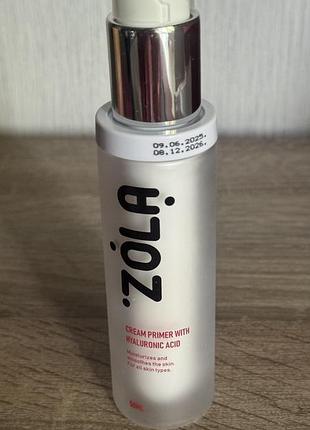 09.06.2025.
08.12.2026.
ZOLA
CREAM PRIMER WITH
HYALURONIC ACID
Moisturizes and
smoothes the skin.
For all skin types.
50ML